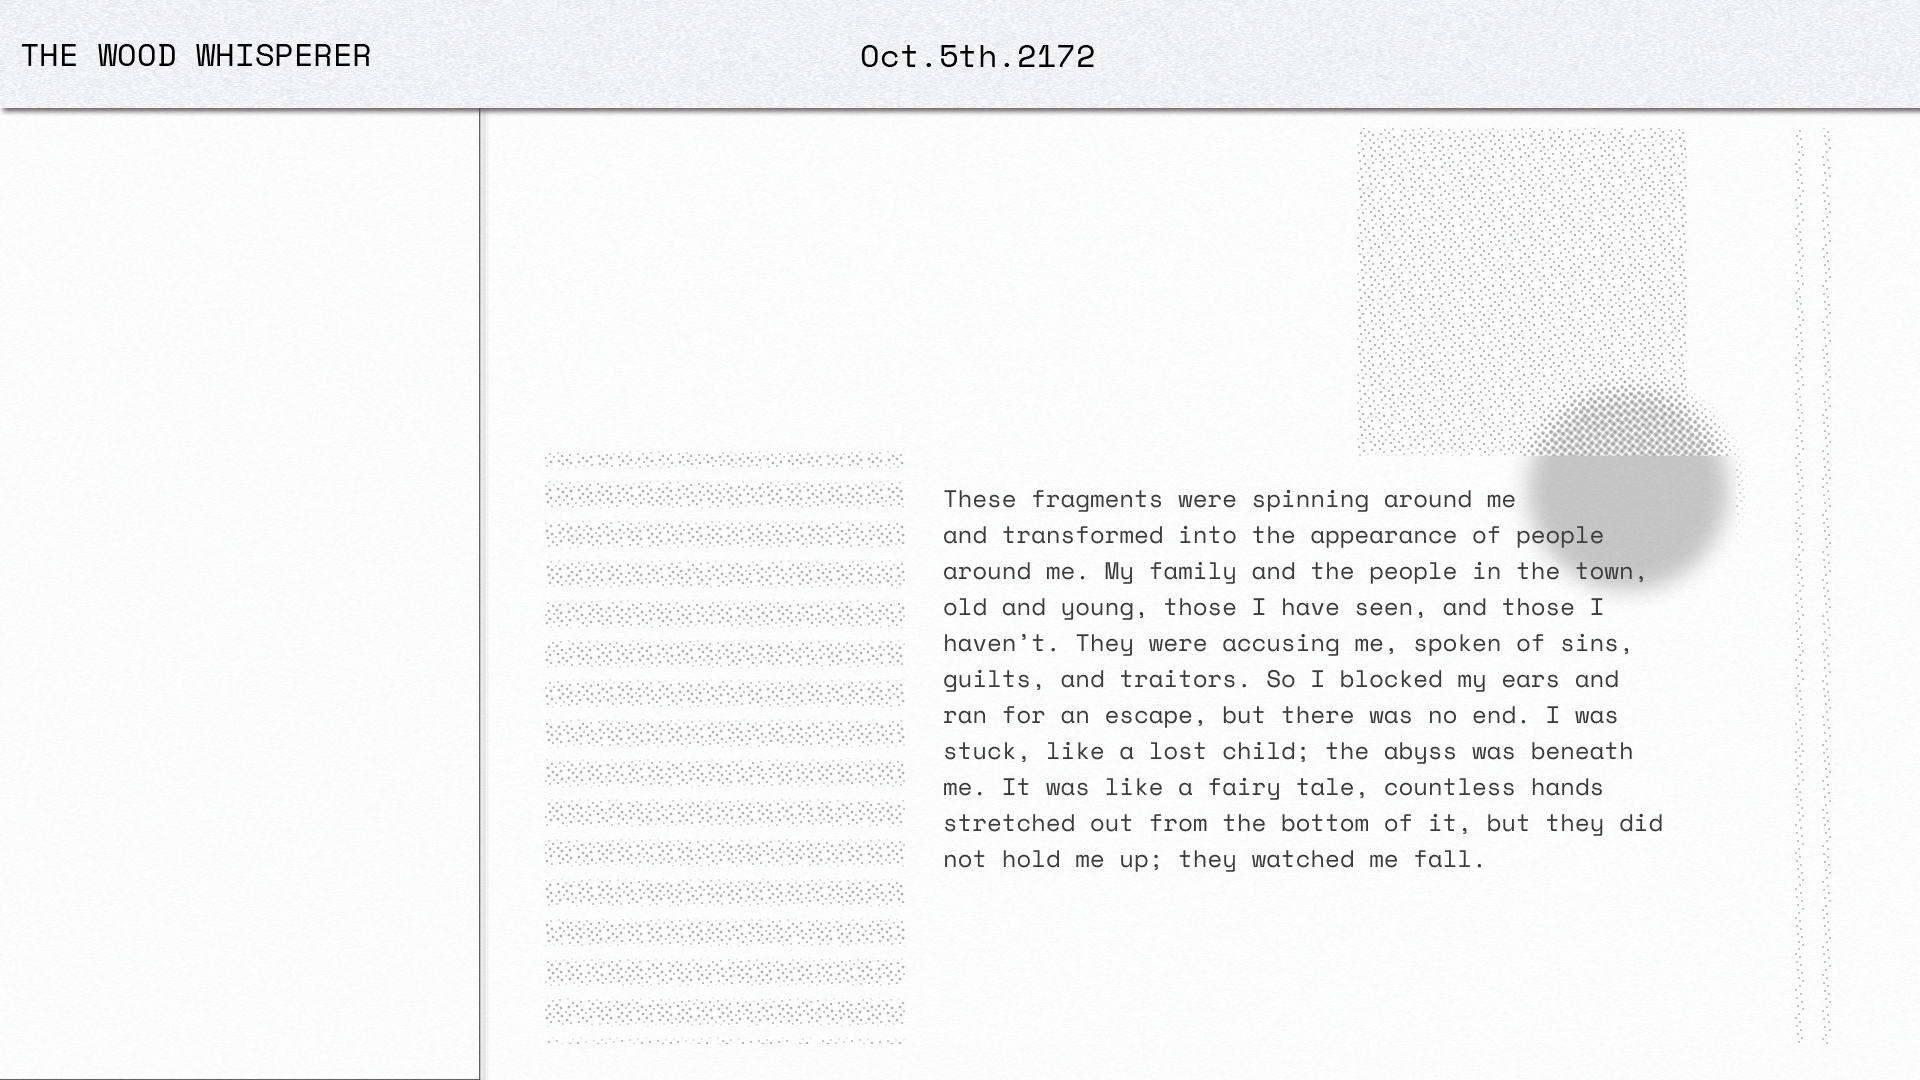 THE WOOD WHISPERER
Oct.5th.2172
These fragments were spinning around me
and transformed into the appearance of people
around me. My family and the people in the town,
old and young, those I have seen, and those I
haven’t. They were accusing me, spoken of sins,
guilts, and traitors. So I blocked my ears and
ran for an escape, but there was no end. I was
stuck, like a lost child; the abyss was beneath
me. It was like a fairy tale, countless hands
stretched out from the bottom of it, but they did
not hold me up; they watched me fall.